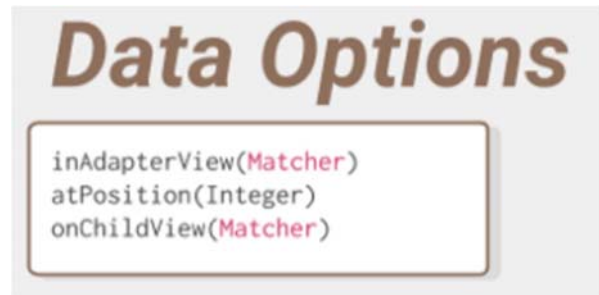 Data Options
inAdapterView(Matcher)
atPosition(Integer)
onChildView(Matcher)